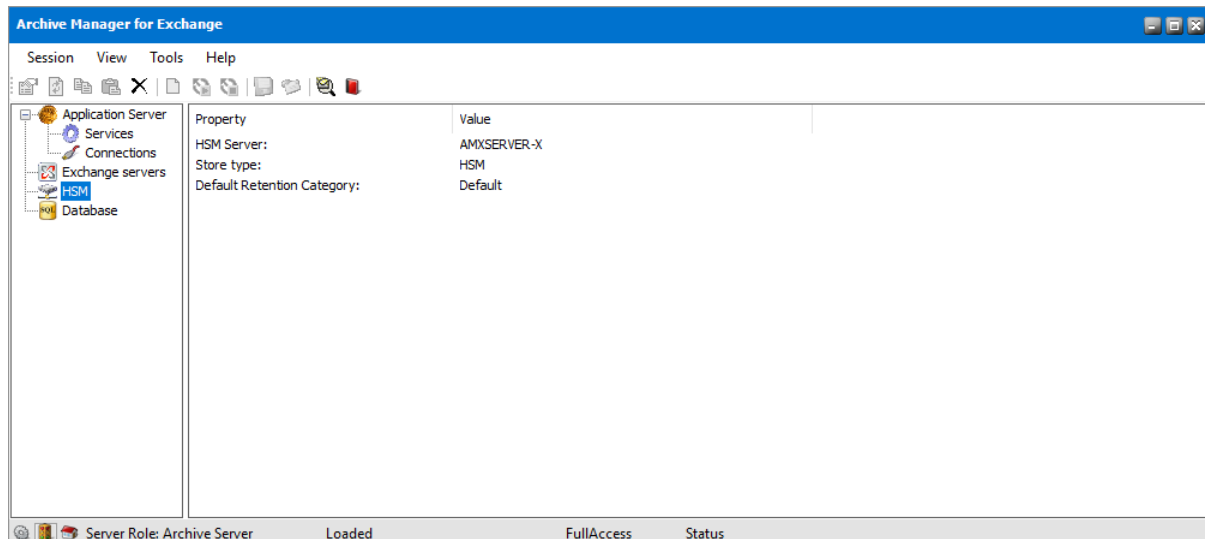 Archive Manager for Exchange
Session View Tools Help
Application Server
Services
Connections
Exchange servers
HSM
SQL
Database
Property Value
HSM Server: AMXSERVER-X
Store type: HSM
Default Retention Category: Default
Server Role: Archive Server Loaded FullAccess Status